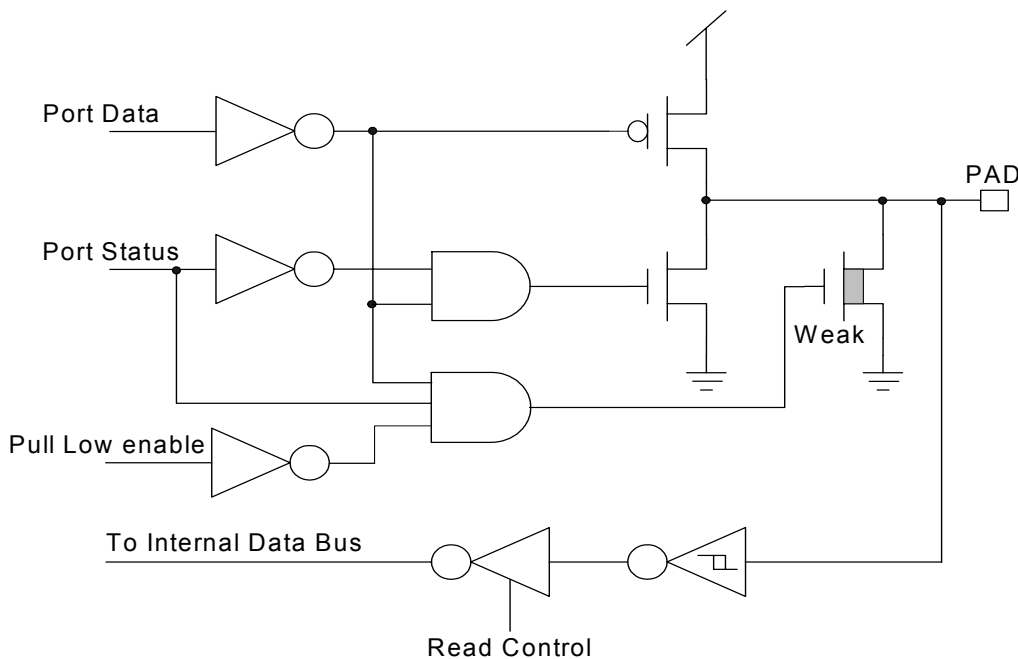 Port Data
PAD
Port Status
Weak
Pull Low enable
To Internal Data Bus
Read Control